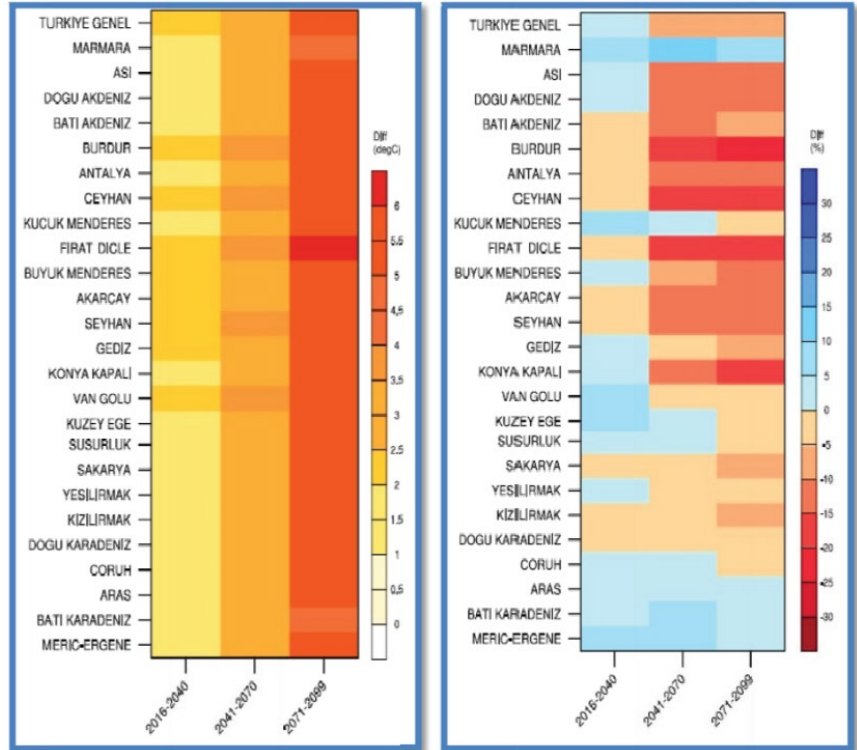 TURKIYE GENEL
MARMARA
ASI
DOGU AKDENIZ
BATI AKDENIZ
BURDUR
ANTALYA
CEYHAN
KUCUK MENDERES
FIRAT DICLE
BUYUK MENDERES
AKARCAY
SEYHAN
GEDIZ
KONYA KAPALI
VAN GOLU
KUZEY EGE
SUSURLUK
SAKARYA
YESILIRMAK
KIZILIRMAK
DOGU KARADENIZ
CORUH
ARAS
BATI KARADENIZ
MERIC-ERGENE
2016-2040
2041-2070
2071-2099
Diff
(degC)
6
5.5
5
4,5
4
3.5
3
2.5
2
1.5
1
0,5
0
TURKIYE GENEL
MARMARA
ASI
DOGU AKDENIZ
BATI AKDENIZ
BURDUR
ANTALYA
CEYHAN
KUCUK MENDERES
FIRAT DICLE
BUYUK MENDERES
AKARCAY
SEYHAN
GEDIZ
KONYA KAPALI
VAN GOLU
KUZEY EGE
SUSURLUK
SAKARYA
YESILIRMAK
KIZILIRMAK
DOGU KARADENIZ
CORUH
ARAS
BATI KARADENIZ
MERIC-ERGENE
2016-2040
2041-2070
2071-2099
Diff
(%)
30
25
20
15
10
5
0
-5
-10
-15
-20
-25
-30